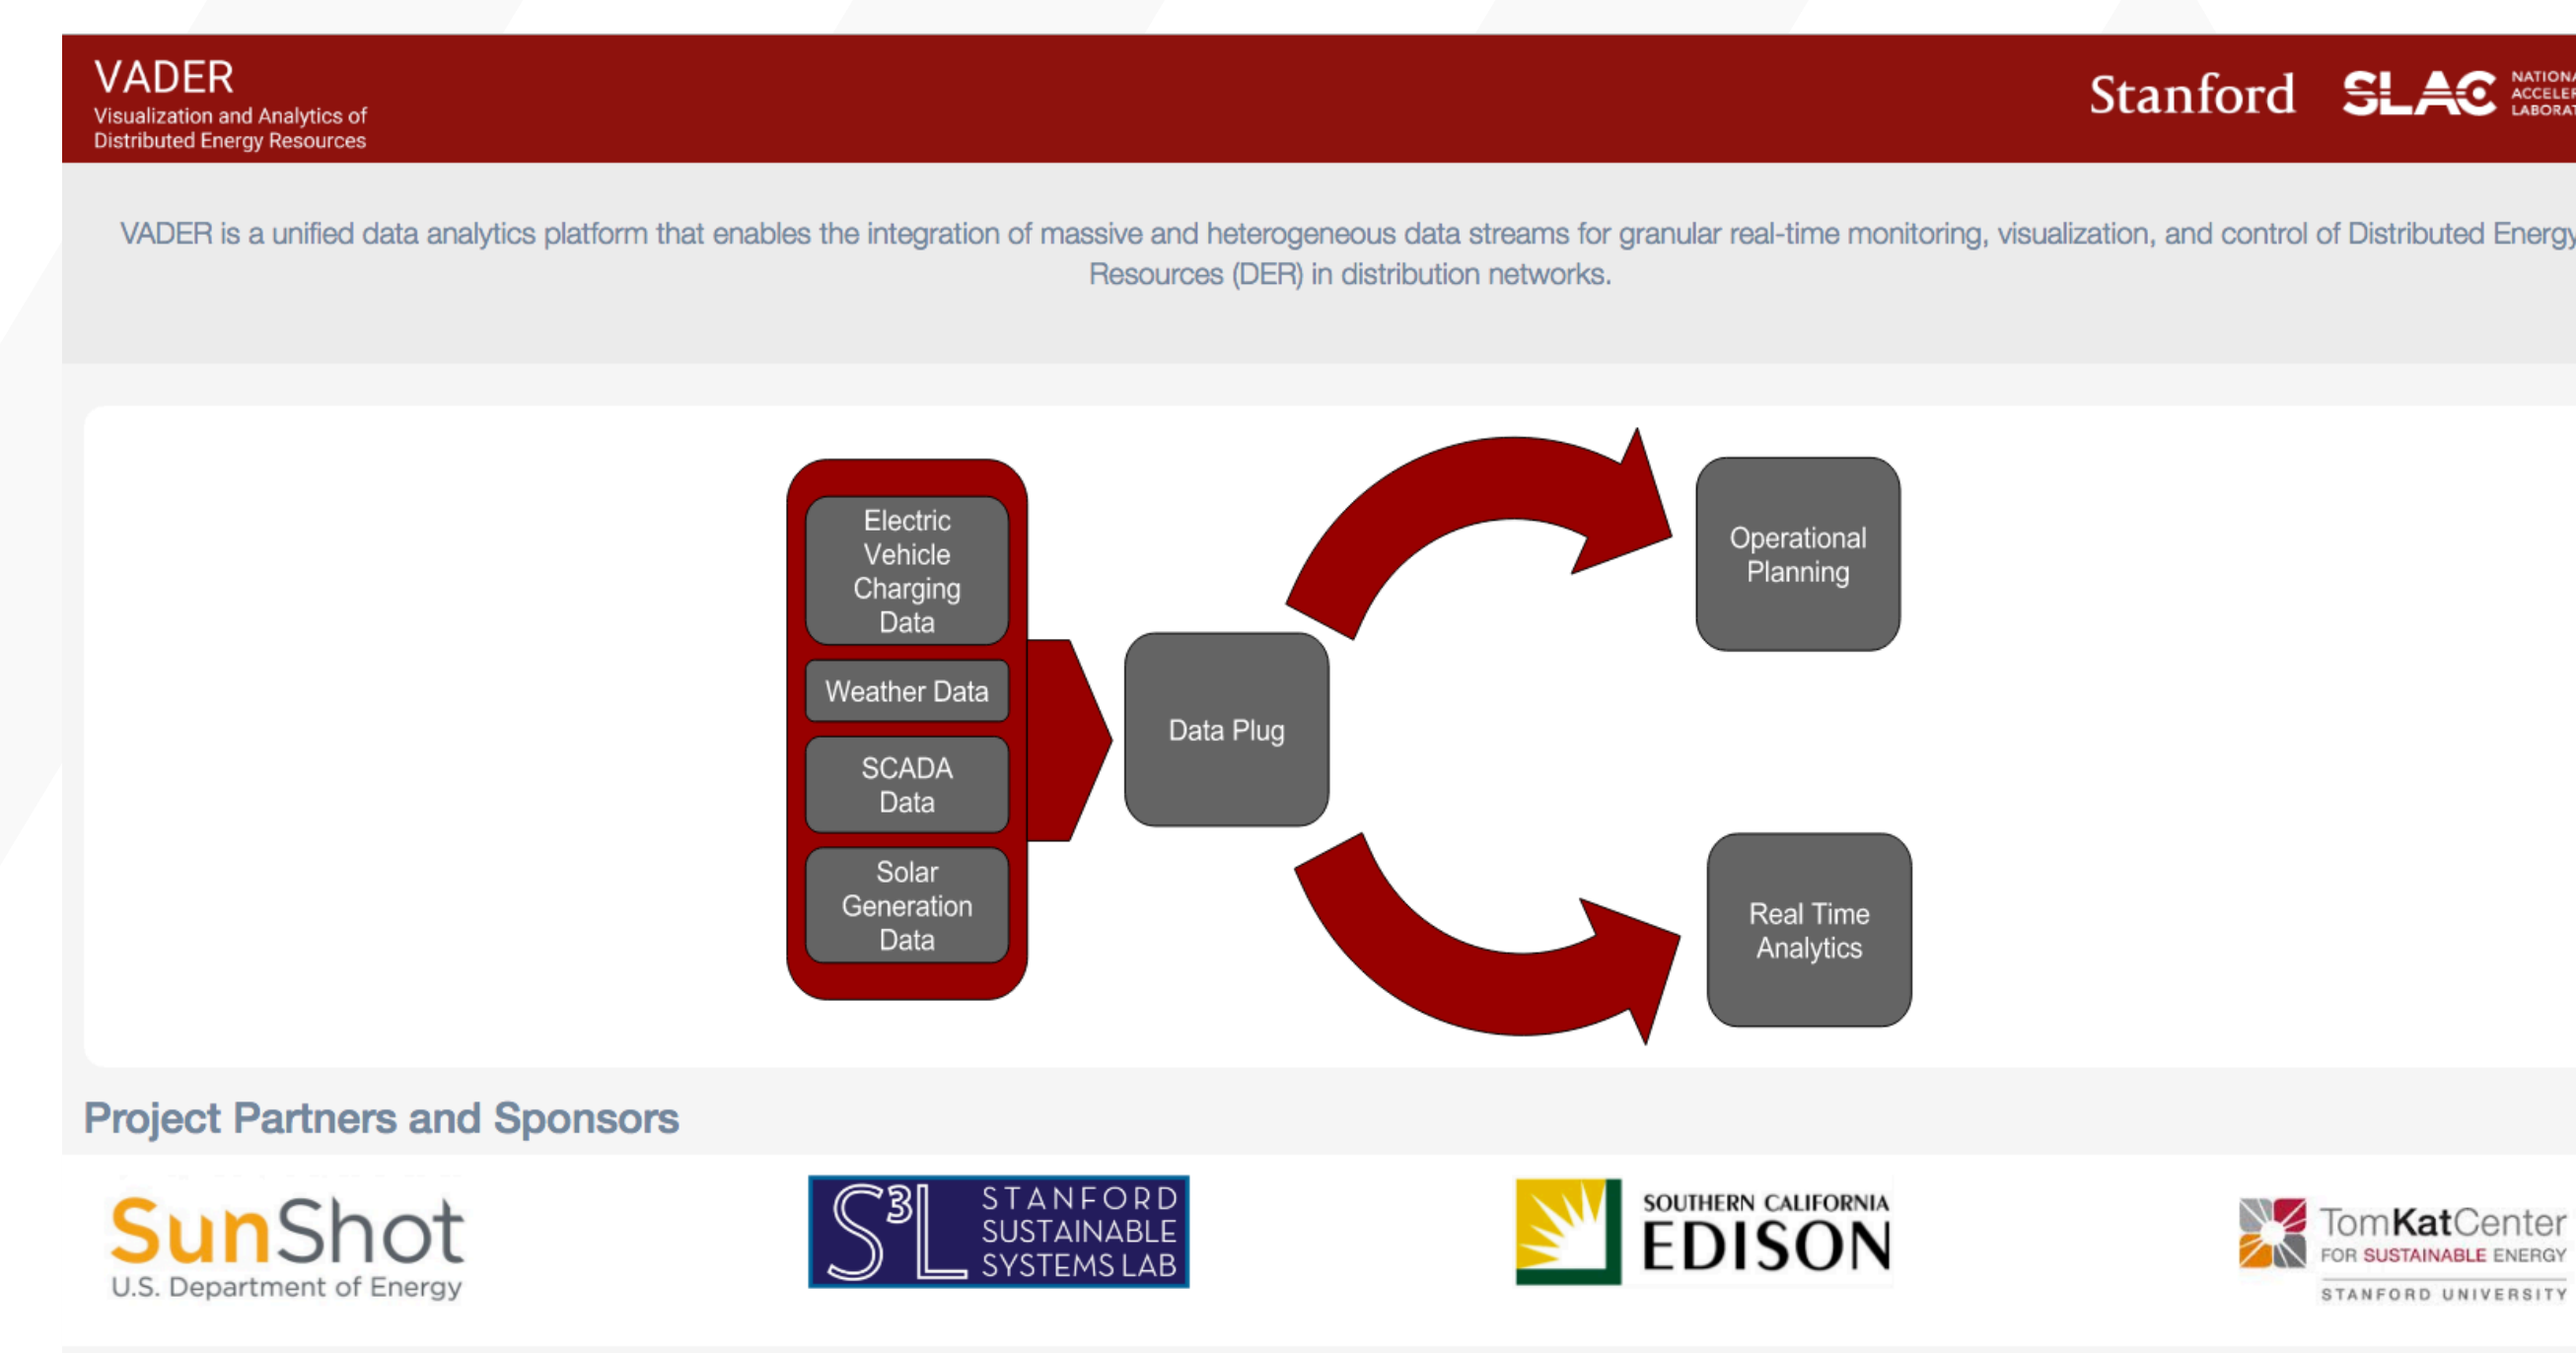 VADER
Visualization and Analytics of
Distributed Energy Resources
Stanford
SLAC
VADER is a unified data analytics platform that enables the integration of massive and heterogeneous data streams for granular real-time monitoring, visualization, and control of Distributed Energy
Resources (DER) in distribution networks.
Electric
Vehicle
Charging
Data
Weather Data
SCADA
Data
Solar
Generation
Data
Data Plug
Operational
Planning
Real Time
Analytics
Project Partners and Sponsors
SunShot
U.S. Department of Energy
S3L
STANFORD
SUSTAINABLE
SYSTEMS LAB
SOUTHERN CALIFORNIA
EDISON
TomKatCenter
FOR SUSTAINABLE ENERGY
STANFORD UNIVERSITY